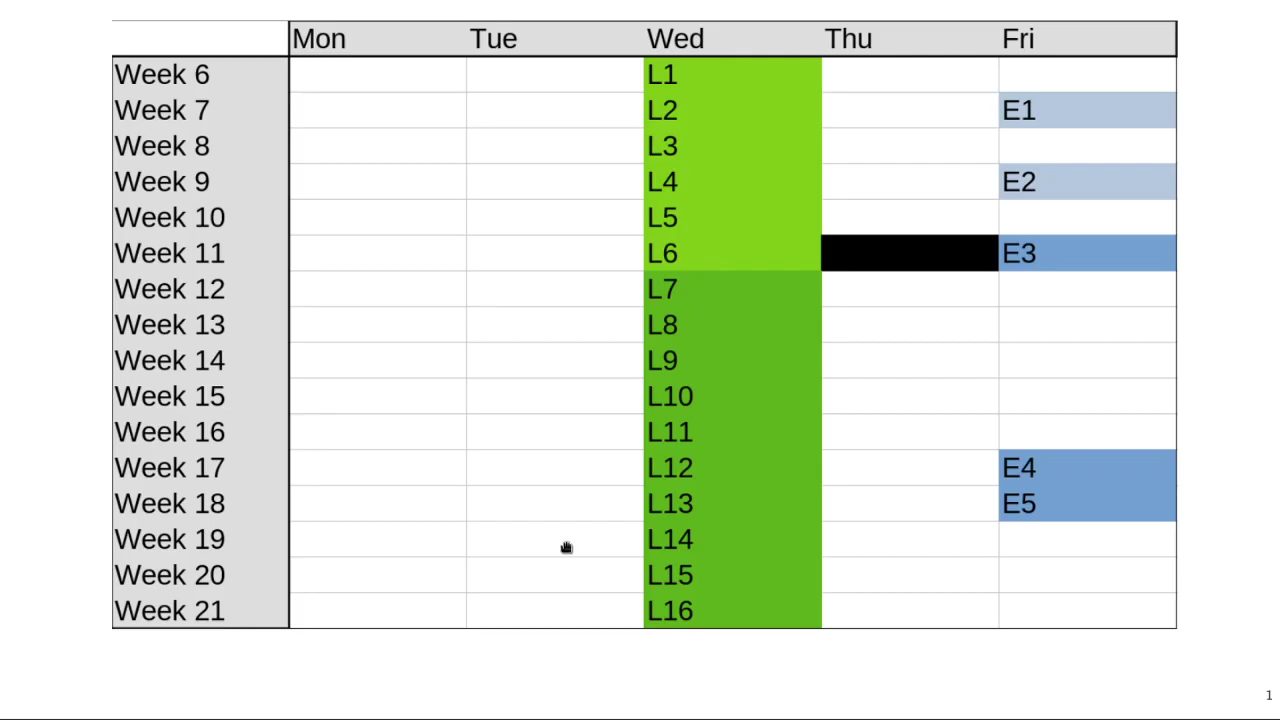 Mon Tue Wed Thu Fri
Week 6 L1
Week 7 L2 E1
Week 8 L3
Week 9 L4 E2
Week 10 L5
Week 11 L6 E3
Week 12 L7
Week 13 L8
Week 14 L9
Week 15 L10
Week 16 L11
Week 17 L12 E4
Week 18 L13 E5
Week 19 L14
Week 20 L15
Week 21 L16
1